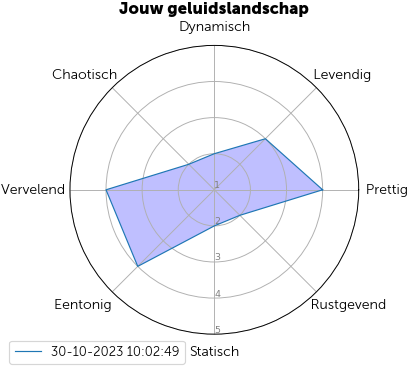 Jouw geluidslandschap
Dynamisch
Chaotisch
Levendig
Vervelend
Prettig
1
2
3
4
5
Eentonig
Rustgevend
30-10-2023 10:02:49
Statisch